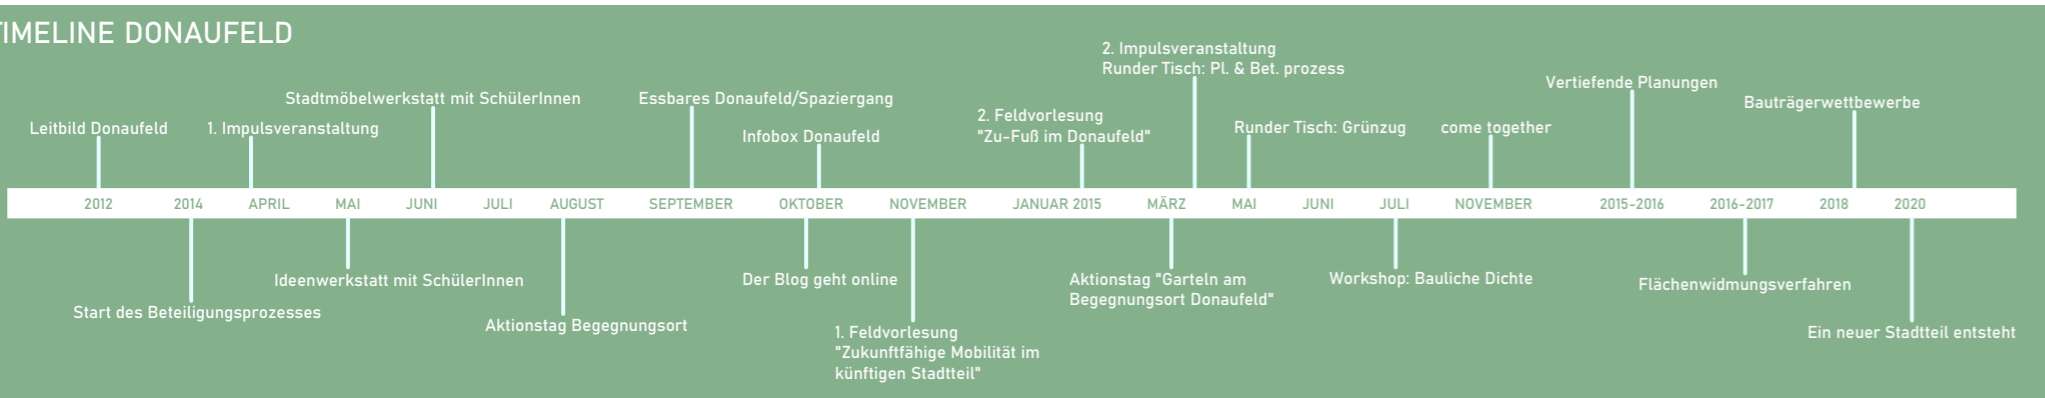 TIMELINE DONAUFELD
2. Impulsveranstaltung
Runder Tisch: Pl. & Bet. prozess
Vertiefende Planungen
Stadtmöbelwerkstatt mit SchülerInnen
Essbares Donaufeld/Spaziergang
Bauträgerwettbewerbe
2. Feldvorlesung
"Zu-Fuß im Donaufeld"
Leitbild Donaufeld
1. Impulsveranstaltung
Infobox Donaufeld
Runder Tisch: Grünzug
come together
2012 2014 APRIL MAI JUNI JULI AUGUST SEPTEMBER OKTOBER NOVEMBER JANUAR 2015 MÄRZ MAI JUNI JULI NOVEMBER 2015-2016 2016-2017 2018 2020
Ideenwerkstatt mit SchülerInnen
Der Blog geht online
Aktionstag "Garteln am
Begegnungsort Donaufeld"
Workshop: Bauliche Dichte
Flächenwidmungsverfahren
Start des Beteiligungsprozesses
Aktionstag Begegnungsort
1. Feldvorlesung
"Zukunftfähige Mobilität im
künftigen Stadtteil"
Ein neuer Stadtteil entsteht